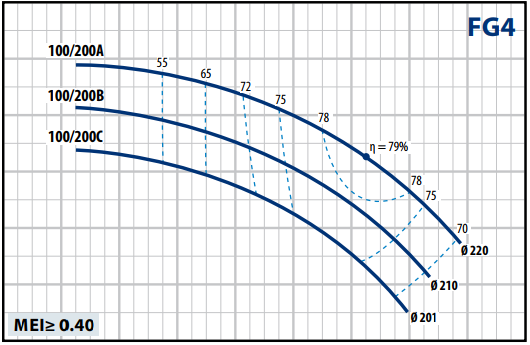 FG4
100/200A
55
65
72
75
78
η = 79%
100/200B
100/200C
78
75
70
Ø 220
Ø 210
Ø 201
MEI≥ 0.40